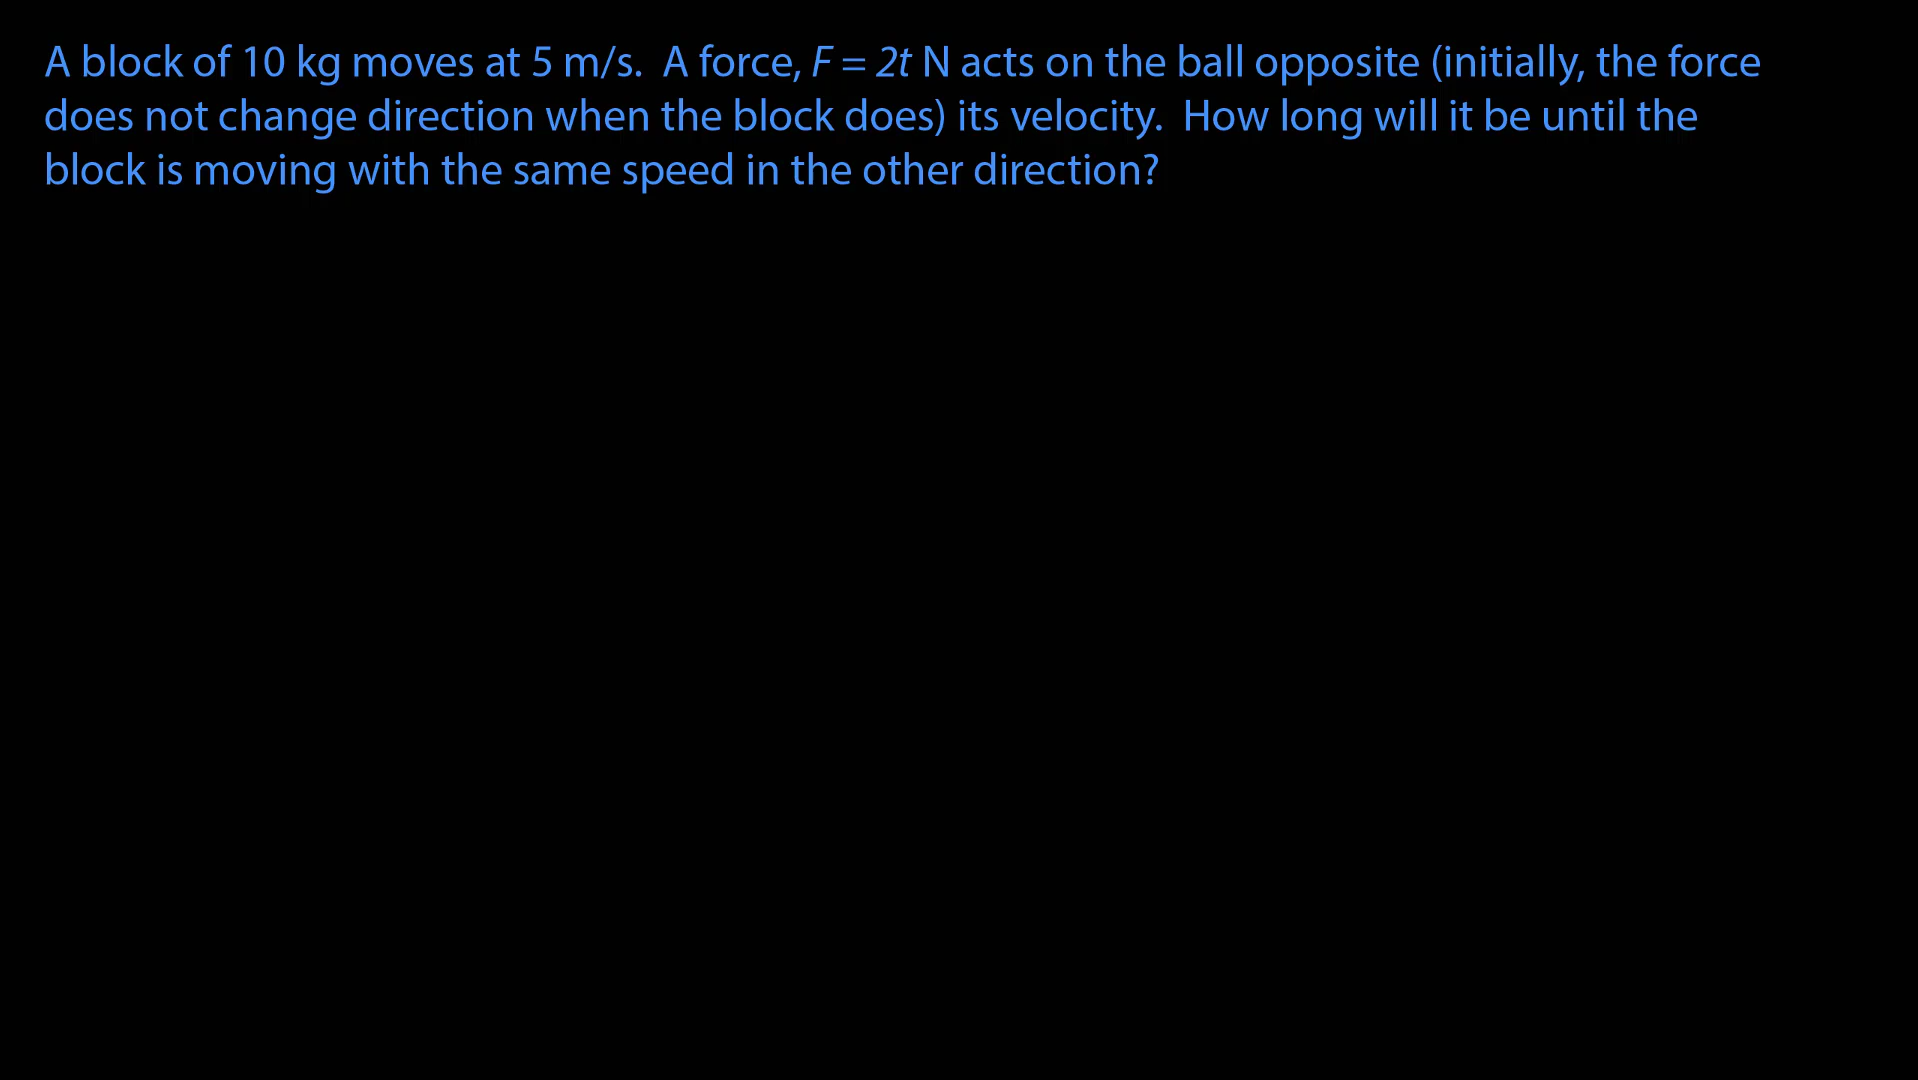 A block of 10 kg moves at 5 m/s.  A force, F = 2t N acts on the ball opposite (initially, the force
does not change direction when the block does) its velocity.  How long will it be until the
block is moving with the same speed in the other direction?